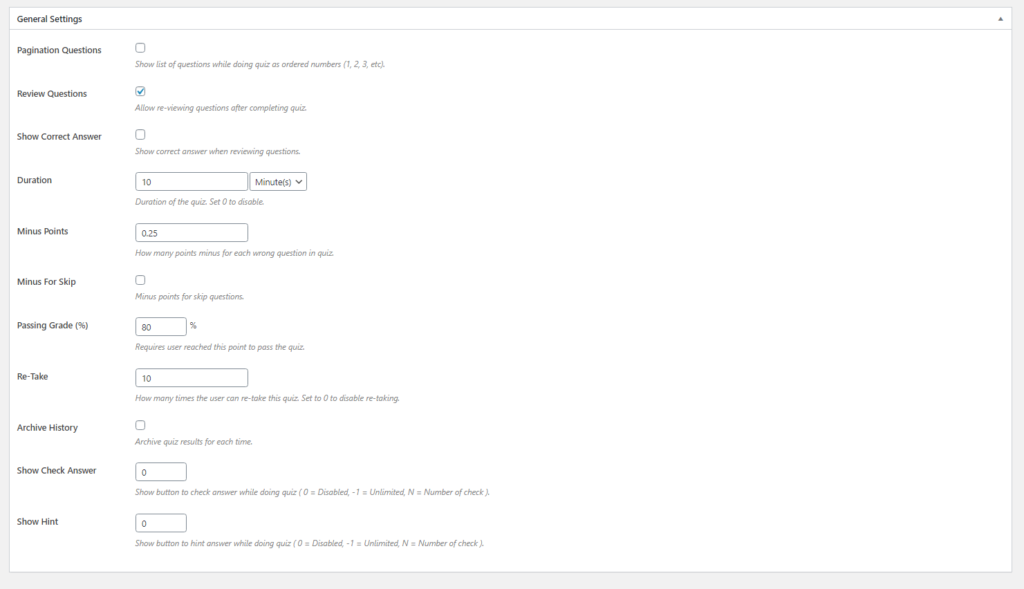 General Settings
Pagination Questions
Show list of questions while doing quiz as ordered numbers (1, 2, 3, etc).
Review Questions
Allow re-viewing questions after completing quiz.
Show Correct Answer
Show correct answer when reviewing questions.
Duration
10 Minute(s)
Duration of the quiz. Set 0 to disable.
Minus Points
0.25
How many points minus for each wrong question in quiz.
Minus For Skip
Minus points for skip questions.
Passing Grade (%)
80 %
Requires user reached this point to pass the quiz.
Re-Take
10
How many times the user can re-take this quiz. Set to 0 to disable re-taking.
Archive History
Archive quiz results for each time.
Show Check Answer
0
Show button to check answer while doing quiz ( 0 = Disabled, -1 = Unlimited, N = Number of check ).
Show Hint
0
Show button to hint answer while doing quiz ( 0 = Disabled, -1 = Unlimited, N = Number of check ).